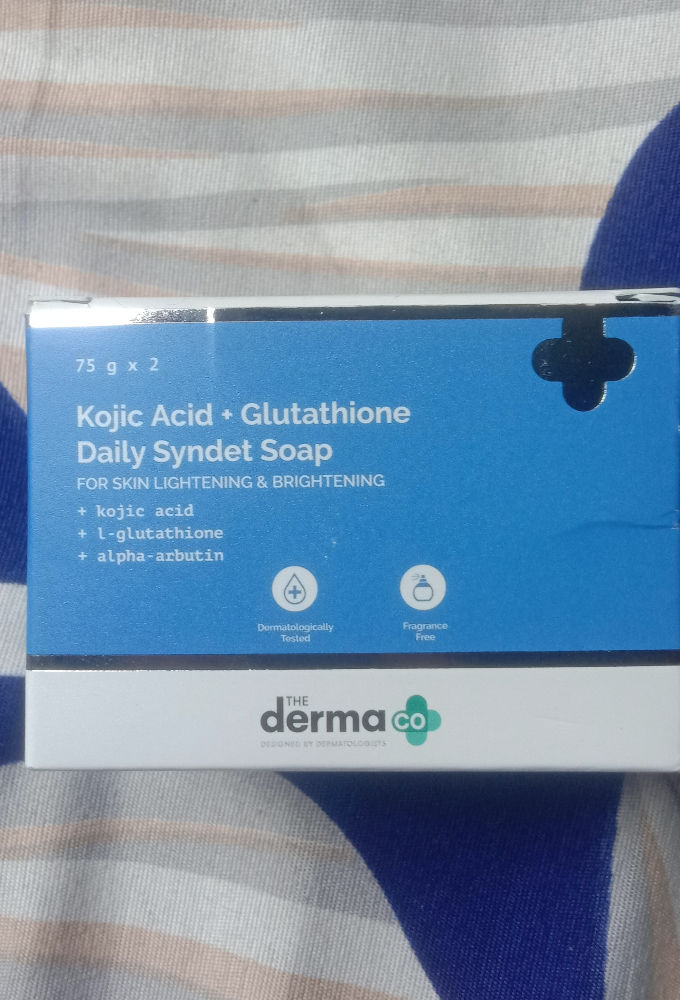 75 g x 2
Kojic Acid + Glutathione
Daily Syndet Soap
FOR SKIN LIGHTENING & BRIGHTENING
+ kojic acid
+ l-glutathione
+ alpha-arbutin
Dermatologically
Tested
Fragrance
Free
THE
derma co
DESIGNED BY DERMATOLOGISTS